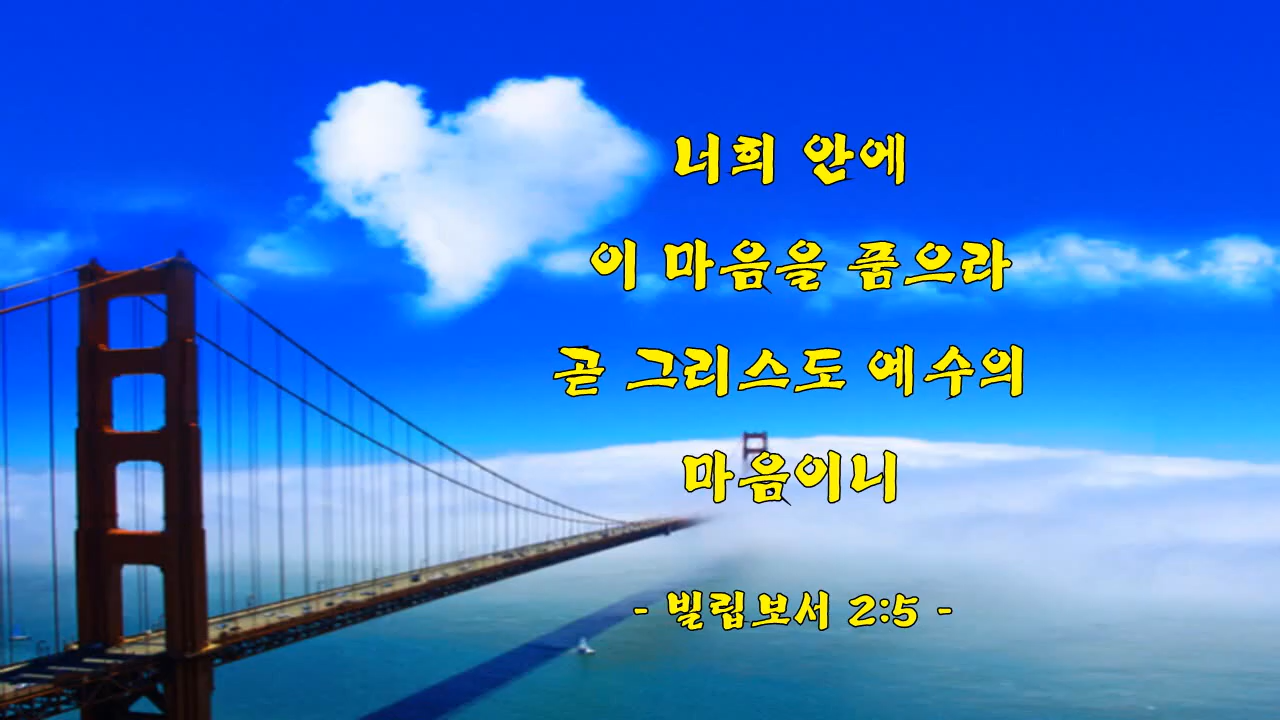 너희 안에
이 마음을 품으라
곧 그리스도 예수의
마음이니
- 빌립보서 2:5 -